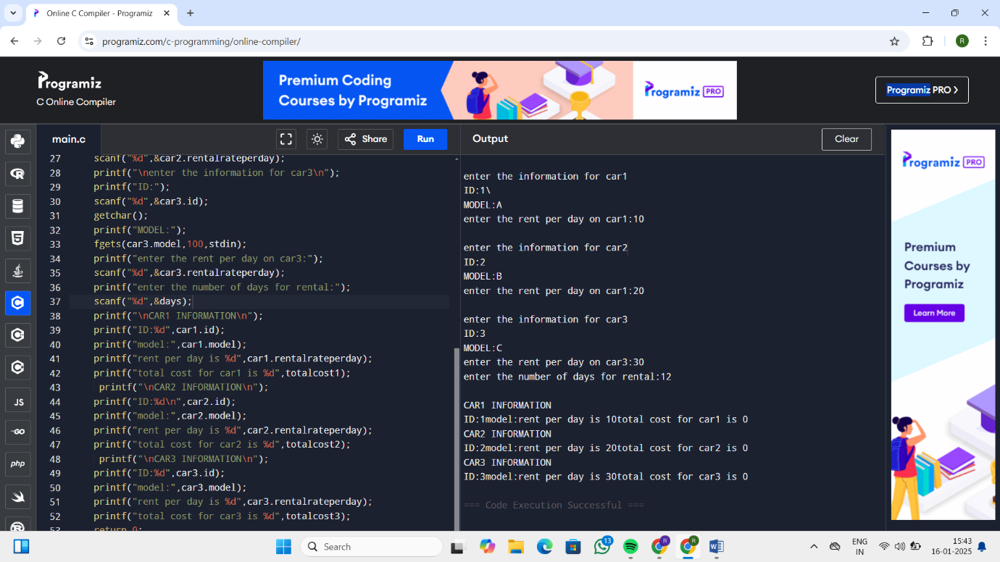 Online C Compiler - Programiz
programiz.com/c-programming/online-compiler/
R
Programiz
C Online Compiler
Premium Coding
Courses by Programiz
Programiz PRO
Programiz PRO
main.c
Share
Run
Output
Clear
27 scanf("%d",&car2.rentalrateperday);
28 printf("\nenter the information for car3\n");
29 printf("ID:");
30 scanf("%d",&car3.id);
31 getchar();
32 printf("MODEL:");
33 fgets(car3.model,100,stdin);
34 printf("enter the rent per day on car3:");
35 scanf("%d",&car3.rentalrateperday);
36 printf("enter the number of days for rental:");
37 scanf("%d",&days);
38 printf("\nCAR1 INFORMATION\n");
39 printf("ID:%d",car1.id);
40 printf("model:",car1.model);
41 printf("rent per day is %d",car1.rentalrateperday);
42 printf("total cost for car1 is %d",totalcost1);
43 printf("\nCAR2 INFORMATION\n");
44 printf("ID:%d\n",car2.id);
45 printf("model:",car2.model);
46 printf("rent per day is %d",car2.rentalrateperday);
47 printf("total cost for car2 is %d",totalcost2);
48 printf("\nCAR3 INFORMATION\n");
49 printf("ID:%d",car3.id);
50 printf("model:",car3.model);
51 printf("rent per day is %d",car3.rentalrateperday);
52 printf("total cost for car3 is %d",totalcost3);
53 return 0;
enter the information for car1
ID:1\
MODEL:A
enter the rent per day on car1:10
enter the information for car2
ID:2
MODEL:B
enter the rent per day on car1:20
enter the information for car3
ID:3
MODEL:C
enter the rent per day on car3:30
enter the number of days for rental:12
CAR1 INFORMATION
ID:1model:rent per day is 10total cost for car1 is 0
CAR2 INFORMATION
ID:2model:rent per day is 20total cost for car2 is 0
CAR3 INFORMATION
ID:3model:rent per day is 30total cost for car3 is 0
=== Code Execution Successful ===
Programiz PRO
Premium
Courses by
Programiz
Learn More
JS
GO
php
Search
13
R
R
ENG
IN
15:43
16-01-2025